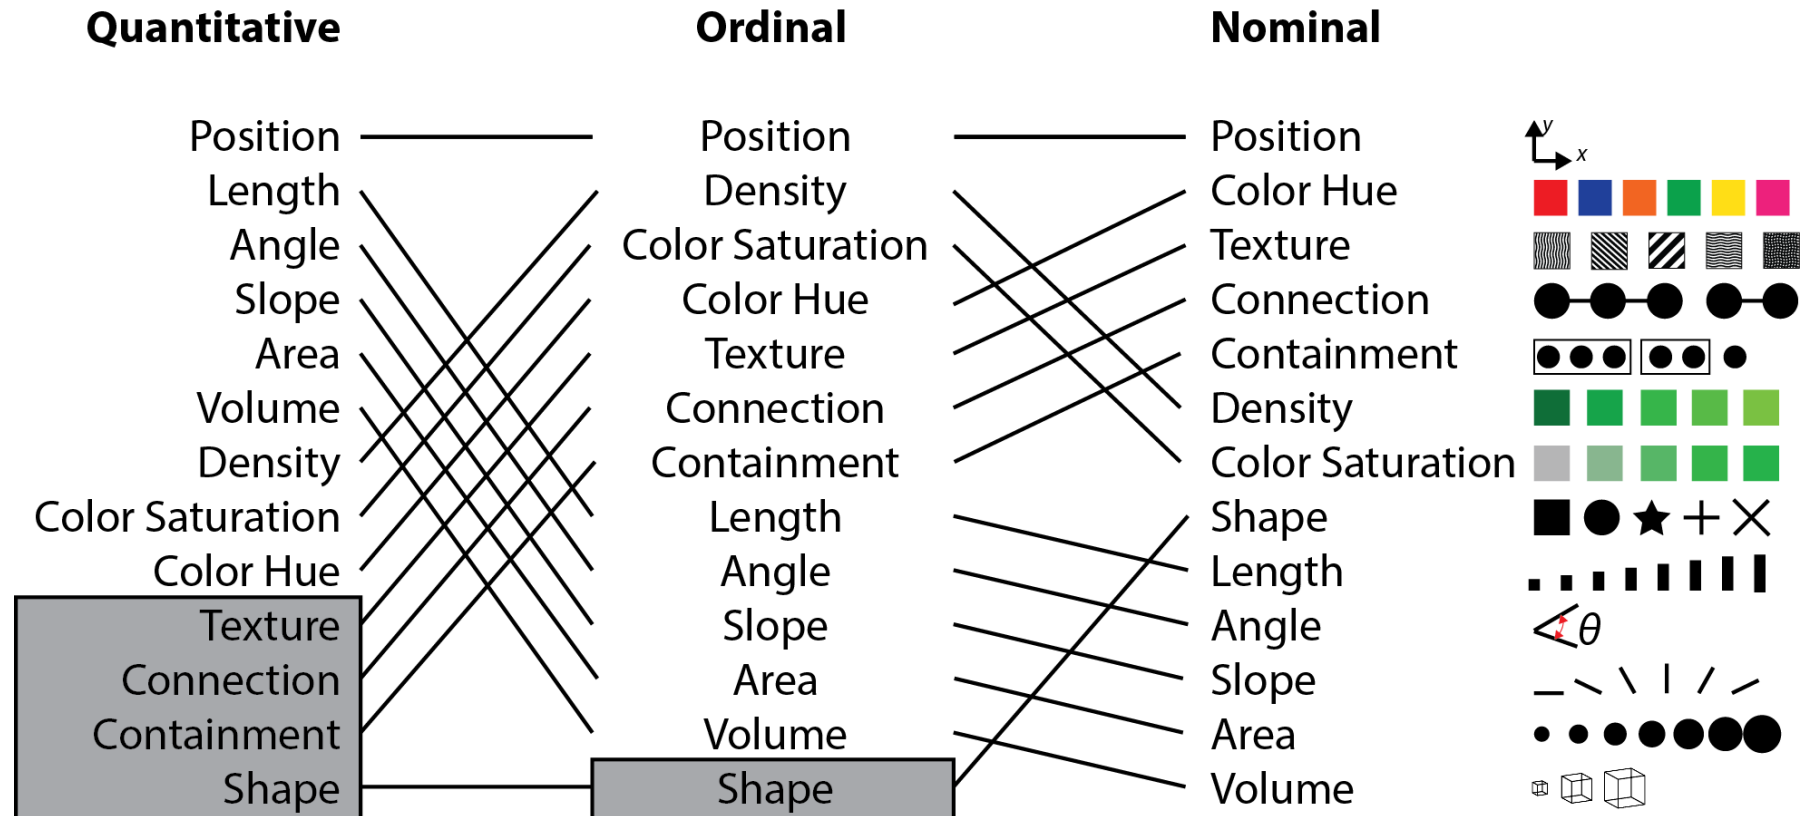 Quantitative Ordinal Nominal
Position Position Position y x
Length Density Color Hue
Angle Color Saturation Texture
Slope Color Hue Connection
Area Texture Containment
Volume Connection Density
Density Containment Color Saturation
Color Saturation Length Shape
Color Hue Angle Length
Texture Slope Angle θ
Connection Area Slope
Containment Volume Area
Shape Shape Volume